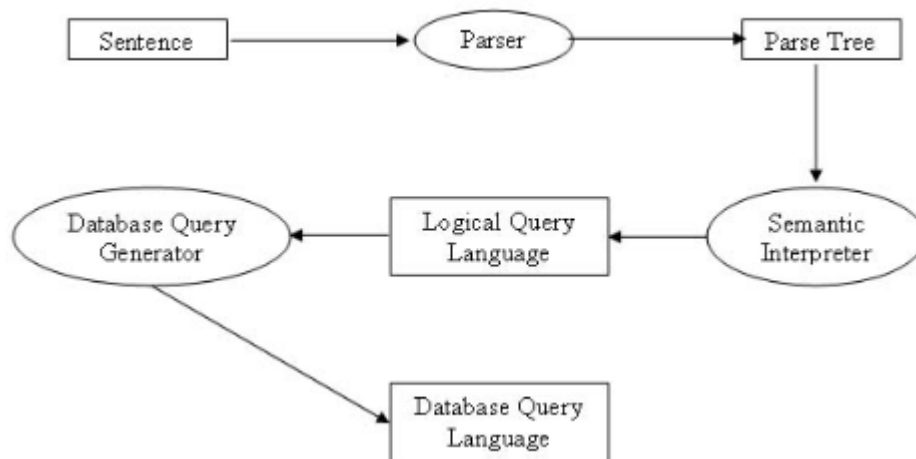 Sentence
Parser
Parse Tree
Database Query
Generator
Logical Query
Language
Semantic
Interpreter
Database Query
Language